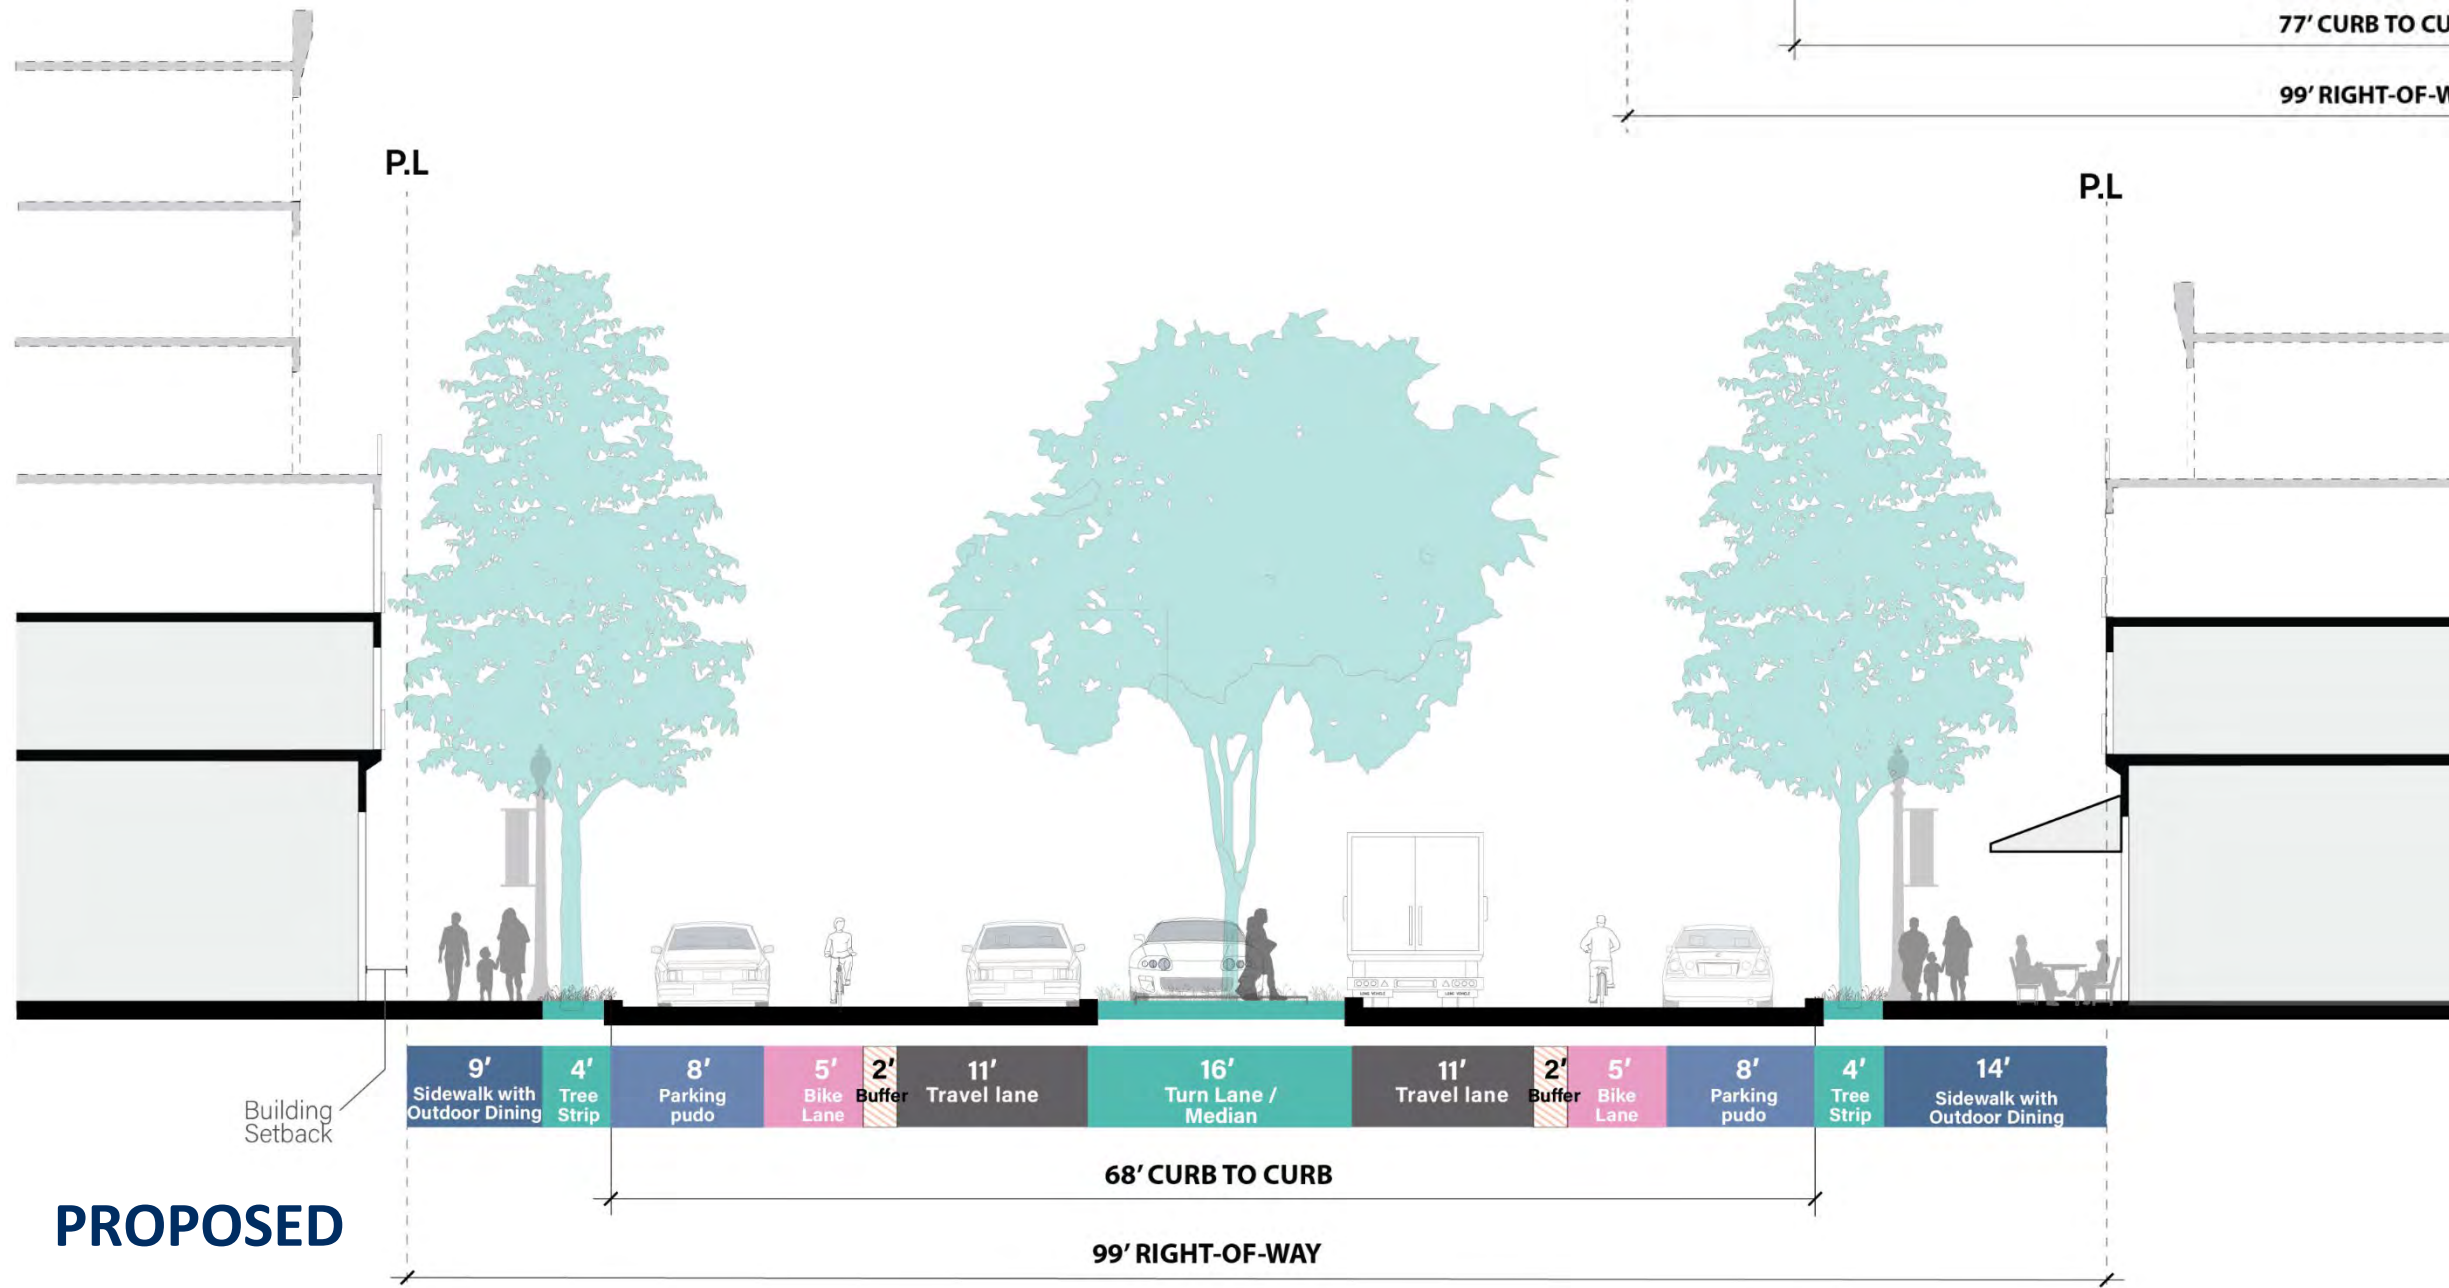 77' CURB TO CU
99' RIGHT-OF-W
P.L
P.L
9'
Sidewalk with
Outdoor Dining
4'
Tree
Strip
8'
Parking
pudo
5'
Bike
Lane
2'
Buffer
11'
Travel lane
16'
Turn Lane /
Median
11'
Travel lane
2'
Buffer
5'
Bike
Lane
8'
Parking
pudo
4'
Tree
Strip
14'
Sidewalk with
Outdoor Dining
Building
Setback
68' CURB TO CURB
PROPOSED
99' RIGHT-OF-WAY